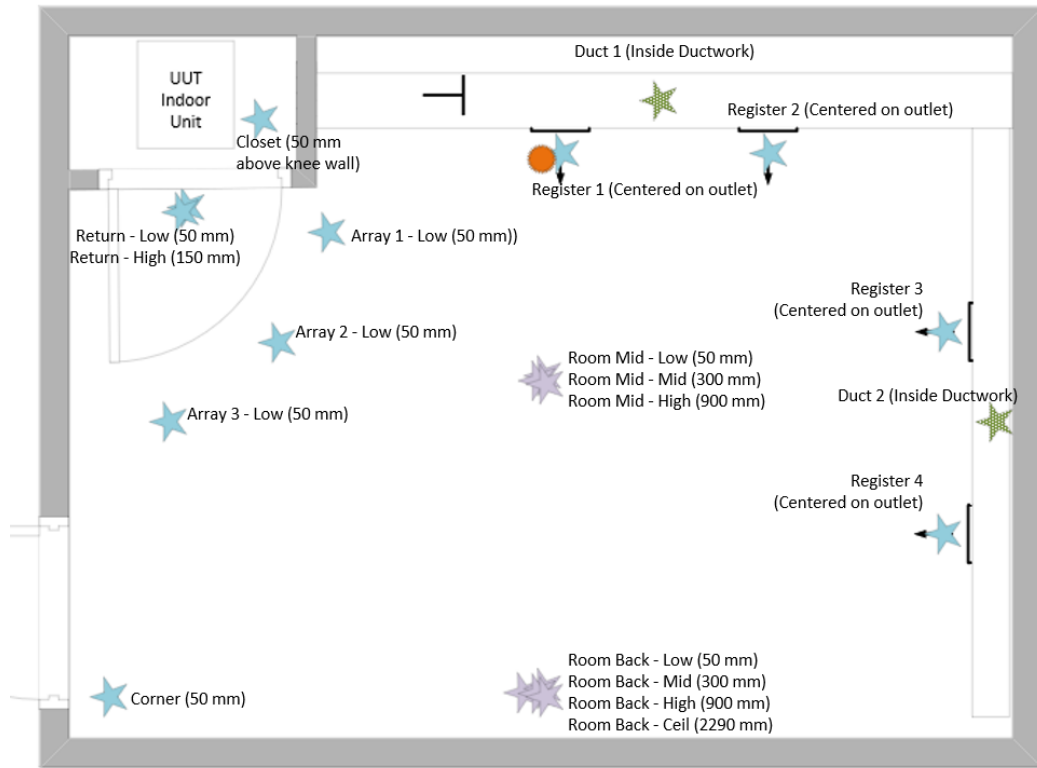 Duct 1 (Inside Ductwork)
UUT
Indoor
Unit
Register 2 (Centered on outlet)
Closet (50 mm
above knee wall)
Register 1 (Centered on outlet)
Return - Low (50 mm)
Return - High (150 mm)
Array 1 - Low (50 mm))
Register 3
(Centered on outlet)
Array 2 - Low (50 mm)
Room Mid - Low (50 mm)
Room Mid - Mid (300 mm)
Room Mid - High (900 mm)
Duct 2 (Inside Ductwork)
Array 3 - Low (50 mm)
Register 4
(Centered on outlet)
Room Back - Low (50 mm)
Room Back - Mid (300 mm)
Room Back - High (900 mm)
Room Back - Ceil (2290 mm)
Corner (50 mm)